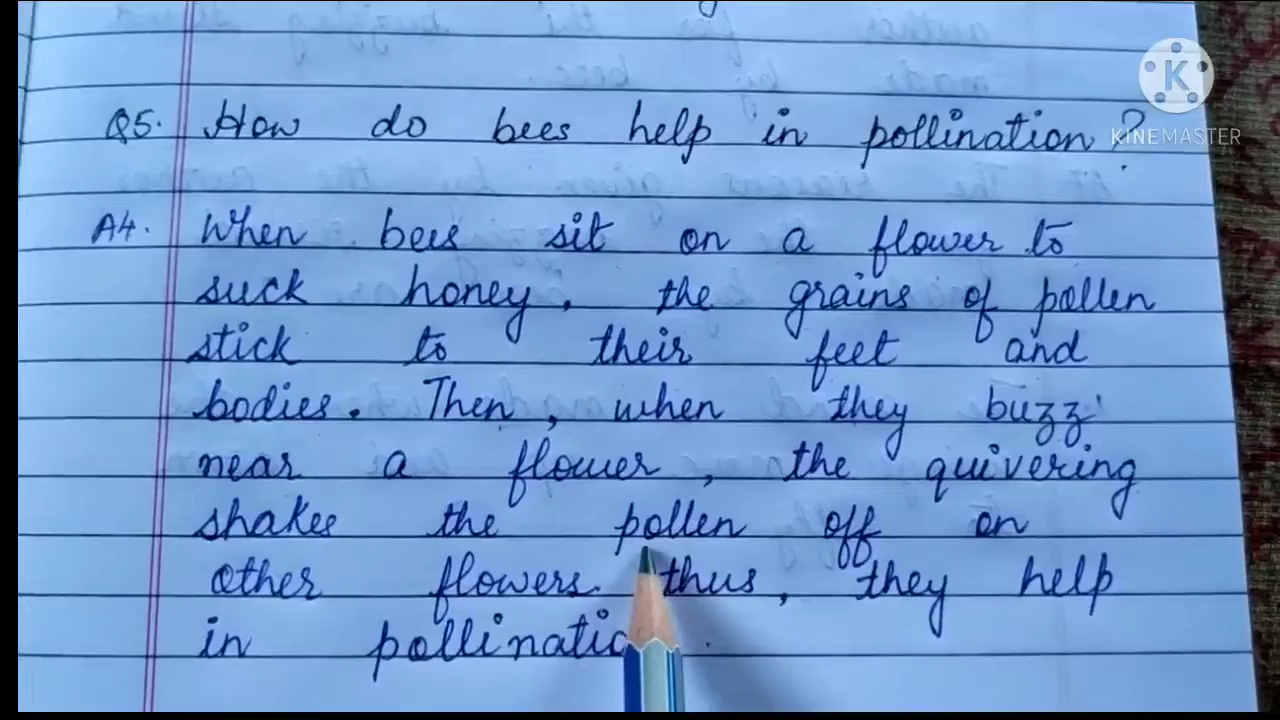 Q5. How do bees help in pollination?
A4. When bees sit on a flower to
suck honey, the grains of pollen
stick to their feet and
bodies. Then, when they buzz
near a flower, the quivering
shakes the pollen off on
other flowers. thus, they help
in
K
KINEMASTER